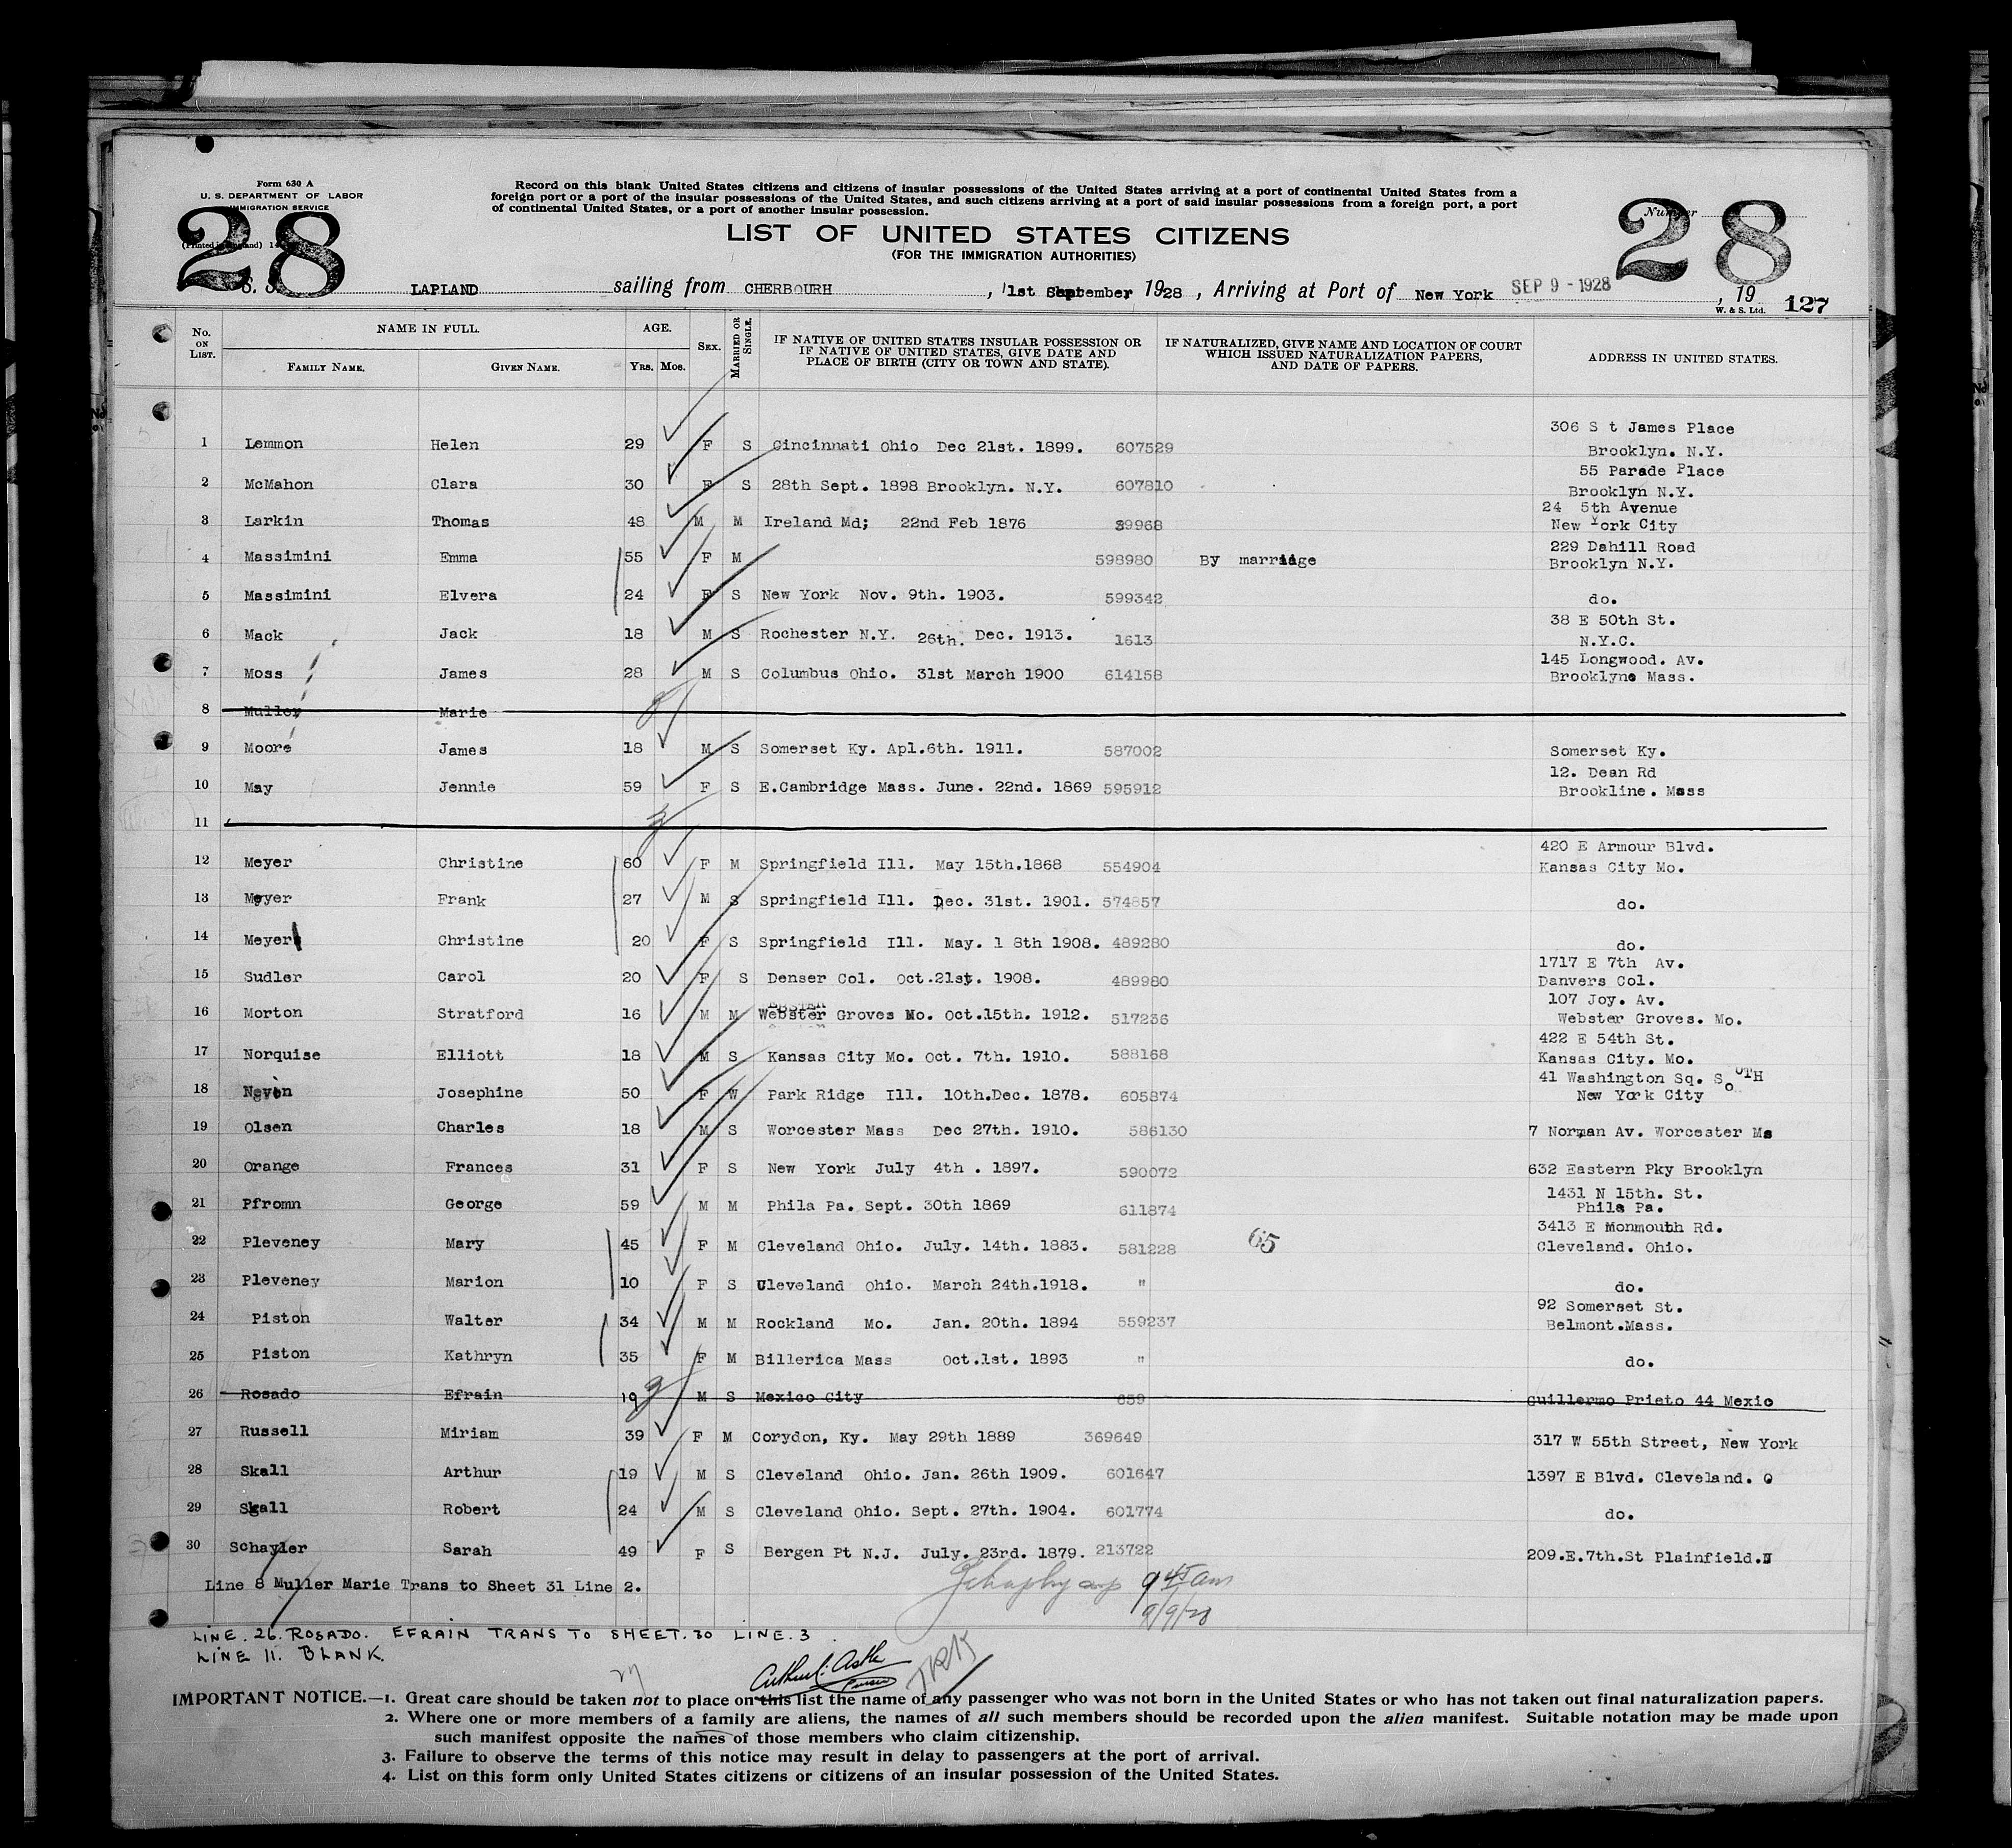 Form 630 A
U. S. DEPARTMENT OF LABOR
IMMIGRATION SERVICE
28
Record on this blank United States citizens and citizens of insular possessions of the United States arriving at a port of continental United States from a
foreign port or a port of the insular possessions of the United States, and such citizens arriving at a port of said insular possessions from a foreign port, a port
of continental United States, or a port of another insular possession.
Number
28
LIST OF UNITED STATES CITIZENS
(FOR THE IMMIGRATION AUTHORITIES)
S. S. LAPLAND sailing from CHERBOURH, 1st September, 1928, Arriving at Port of New York SEP 9 - 1928, 19
W. & S. Ltd. 127
No. ON LIST. NAME IN FULL. AGE. SEX. MARRIED OR SINGLE. IF NATIVE OF UNITED STATES INSULAR POSSESSION OR IF NATIVE OF UNITED STATES, GIVE DATE AND PLACE OF BIRTH (CITY OR TOWN AND STATE). IF NATURALIZED, GIVE NAME AND LOCATION OF COURT WHICH ISSUED NATURALIZATION PAPERS, AND DATE OF PAPERS. ADDRESS IN UNITED STATES.
FAMILY NAME. GIVEN NAME. Yrs. Mos.
1 Lemmon Helen 29 F S Cincinnati Ohio Dec 21st. 1899. 607529 306 S t James Place
Brooklyn. N.Y.
2 McMahon Clara 30 F S 28th Sept. 1898 Brooklyn. N.Y. 607810 55 Parade Place
Brooklyn N.Y.
3 Larkin Thomas 48 M M Ireland Md; 22nd Feb 1876 39968 24 5th Avenue
New York City
4 Massimini Emma 55 F M 598980 By marriage 229 Dahill Road
Brooklyn N.Y.
5 Massimini Elvera 24 F S New York Nov. 9th. 1903. 599342 do.
6 Mack Jack 18 M S Rochester N.Y. 26th. Dec. 1913. 1613 38 E 50th St.
N.Y.C.
7 Moss James 28 M S Columbus Ohio. 31st March 1900 614158 145 Longwood. Av.
Brooklyne Mass.
8 Muller Marie
9 Moore James 18 M S Somerset Ky. Apl.6th. 1911. 587002 Somerset Ky.
10 May Jennie 59 F S E.Cambridge Mass. June. 22nd. 1869 595912 12. Dean Rd
Brookline. Mass
11
12 Meyer Christine 60 F M Springfield Ill. May 15th.1868 554904 420 E Armour Blvd.
Kansas City Mo.
13 Meyer Frank 27 M S Springfield Ill. Dec. 31st. 1901. 574857 do.
14 Meyer Christine 20 F S Springfield Ill. May. 1 8th 1908. 489280 do.
15 Sudler Carol 20 F S Denser Col. Oct.21st. 1908. 489980 1717 E 7th Av.
Danvers Col.
16 Morton Stratford 16 M M Webster Groves Mo. Oct.15th. 1912. 517236 107 Joy. Av.
Webster Groves. Mo.
17 Norquise Elliott 18 M S Kansas City Mo. Oct. 7th. 1910. 588168 422 E 54th St.
Kansas City. Mo.
18 Neven Josephine 50 F W Park Ridge Ill. 10th.Dec. 1878. 605874 41 Washington Sq. SoUTH
New York City
19 Olsen Charles 18 M S Worcester Mass Dec 27th. 1910. 586130 7 Norman Av. Worcester Ms
20 Orange Frances 31 F S New York July 4th . 1897. 590072 632 Eastern Pky Brooklyn
21 Pfromn George 59 M M Phila Pa. Sept. 30th 1869 611874 1431 N 15th. St.
Phila Pa.
22 Pleveney Mary 45 F M Cleveland Ohio. July. 14th. 1883. 581228 65 3413 E Monmouth Rd.
Cleveland. Ohio.
23 Pleveney Marion 10 F S Cleveland Ohio. March 24th.1918. " do.
24 Piston Walter 34 M M Rockland Mo. Jan. 20th. 1894 559237 92 Somerset St.
Belmont.Mass.
25 Piston Kathryn 35 F M Billerica Mass Oct.1st. 1893 " do.
26 Rosado Efrain 19 M S Mexico City 659 Guillermo Prieto 44 Mexic
27 Russell Miriam 39 F M Corydon, Ky. May 29th 1889 369649 317 W 55th Street, New York
28 Skall Arthur 19 M S Cleveland Ohio. Jan. 26th 1909. 601647 1397 E Blvd. Cleveland. O
29 Skall Robert 24 M S Cleveland Ohio. Sept. 27th. 1904. 601774 do.
30 Schayler Sarah 49 F S Bergen Pt N.J. July. 23rd. 1879. 213722 209.E.7th.St Plainfield.J
Line 8 Muller Marie Trans to Sheet 31 Line 2. 9 45 am
9/9/28
LINE. 26. ROSADO. EFRAIN TRANS TO SHEET.30 LINE.3
LINE 11. BLANK.
IMPORTANT NOTICE.—1. Great care should be taken not to place on this list the name of any passenger who was not born in the United States or who has not taken out final naturalization papers.
2. Where one or more members of a family are aliens, the names of all such members should be recorded upon the alien manifest. Suitable notation may be made upon
such manifest opposite the names of those members who claim citizenship.
3. Failure to observe the terms of this notice may result in delay to passengers at the port of arrival.
4. List on this form only United States citizens or citizens of an insular possession of the United States.